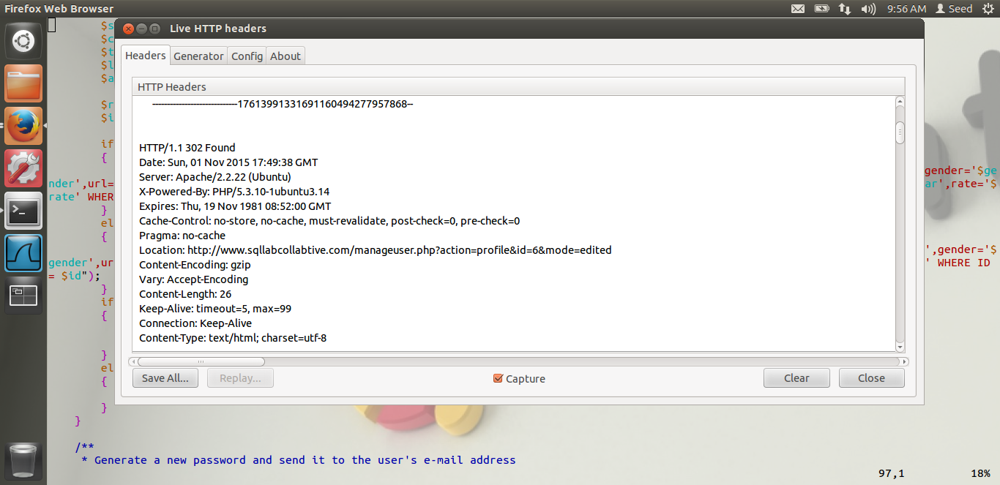 Firefox Web Browser
9:56 AM Seed
Live HTTP headers
Headers Generator Config About
HTTP Headers
-----------------------------176139913316911604942779​57868--
HTTP/1.1 302 Found
Date: Sun, 01 Nov 2015 17:49:38 GMT
Server: Apache/2.2.22 (Ubuntu)
X-Powered-By: PHP/5.3.10-1ubuntu3.14
Expires: Thu, 19 Nov 1981 08:52:00 GMT
Cache-Control: no-store, no-cache, must-revalidate, post-check=0, pre-check=0
Pragma: no-cache
Location: http://www.sqllabcollabtive.com/manageuser.php?action=profile&id=6&mode=edited
Content-Encoding: gzip
Vary: Accept-Encoding
Content-Length: 26
Keep-Alive: timeout=5, max=99
Connection: Keep-Alive
Content-Type: text/html; charset=utf-8
Save All... Replay... Capture Clear Close
$s
$c
$t
$l
$a
$r
$i
if
{
gender='$ge
nder',url= ar',rate='$
rate' WHER
}
el
{
',gender='$
gender',ur ' WHERE ID
= $id");
}
if
{
}
el
{
}
}
/**
* Generate a new password and send it to the user's e-mail address
97,1 18%